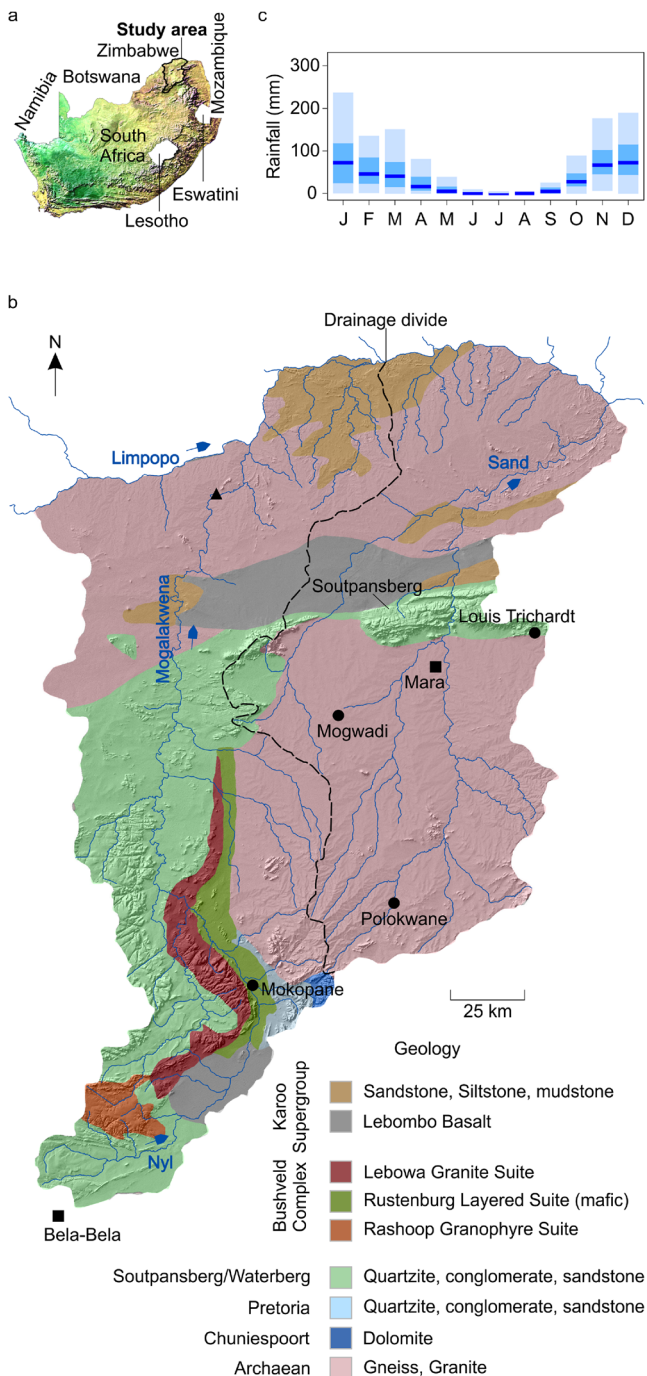 a
Study area
Zimbabwe
Botswana
Mozambique
Namibia
South
Africa
Eswatini
Lesotho
c
Rainfall (mm)
300
200
100
0
J F M A M J J A S O N D
b
Drainage divide
N
Limpopo
Sand
Soutpansberg
Mogalakwena
Louis Trichardt
Mara
Mogwadi
Polokwane
Mokopane
25 km
Nyl
Bela-Bela
Geology
Karoo
Supergroup
Sandstone, Siltstone, mudstone
Lebombo Basalt
Bushveld
Complex
Lebowa Granite Suite
Rustenburg Layered Suite (mafic)
Rashoop Granophyre Suite
Soutpansberg/Waterberg Quartzite, conglomerate, sandstone
Pretoria Quartzite, conglomerate, sandstone
Chuniespoort Dolomite
Archaean Gneiss, Granite